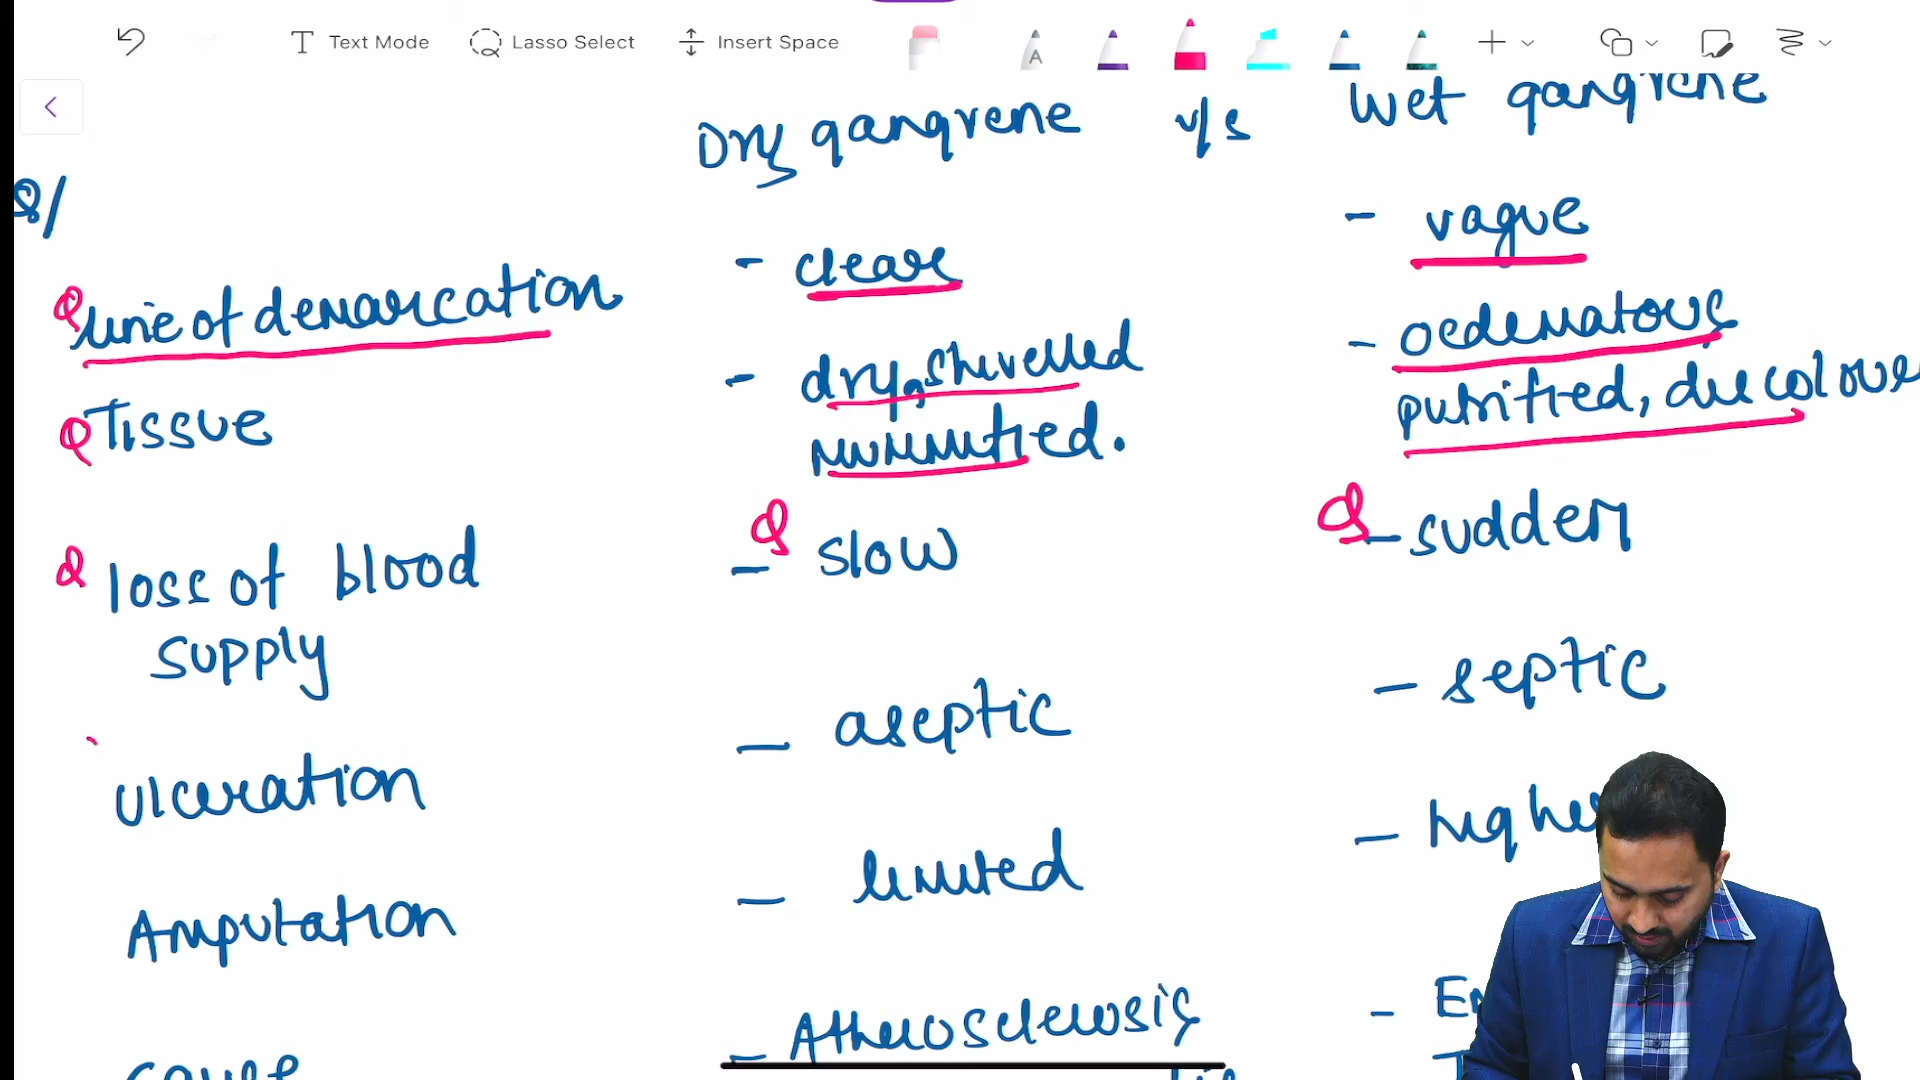 Text Mode Lasso Select Insert Space
A
Dry gangrene v/s Wet gangrene
Q/
Line of demarcation - clear - vague
Tissue - dry, shrivelled - oedematous,
mummified. putrified,
loss of blood - slow - sudden
supply
Ulceration - aseptic - septic
Amputation - limited - higher
cause - Atherosclerosis -